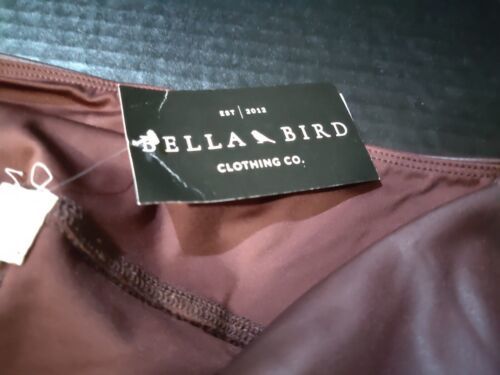 EST | 2012
BELLA BIRD
CLOTHING CO.